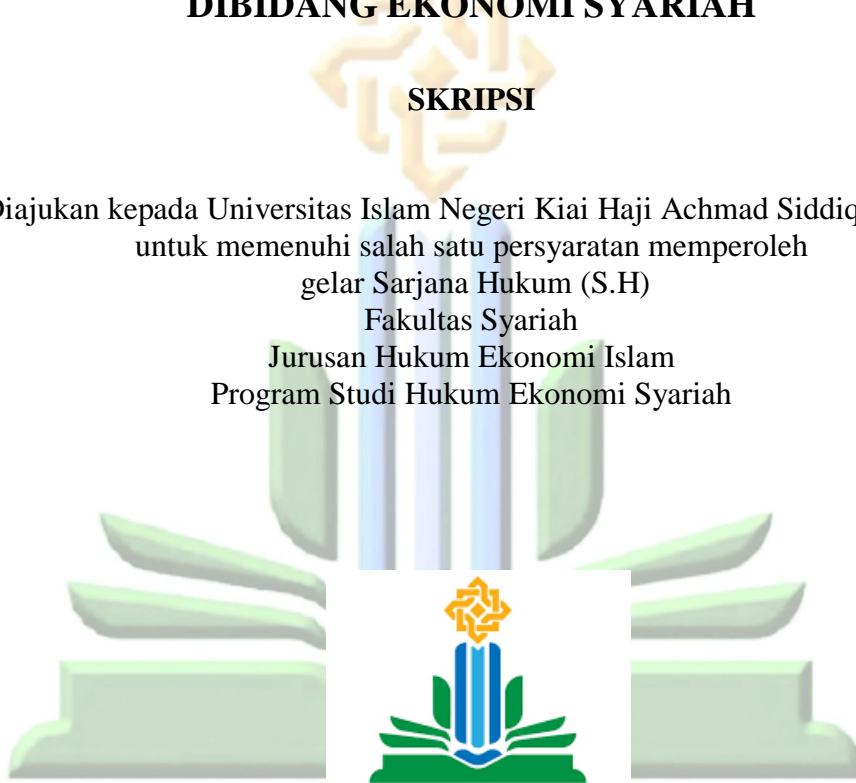 DIBIDANG EKONOMI SYARIAH
SKRIPSI
Diajukan kepada Universitas Islam Negeri Kiai Haji Achmad
untuk memenuhi salah satu persyaratan memperoleh
gelar Sarjana Hukum (S.H)
Fakultas Syariah
Jurusan Hukum Ekonomi Islam
Program Studi Hukum Ekonomi Syariah